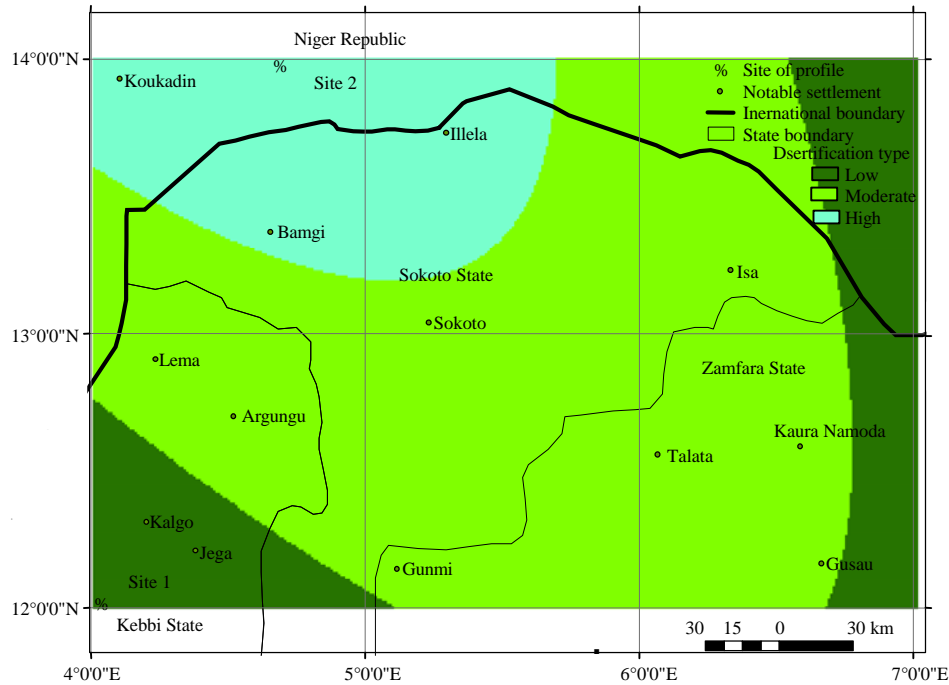 Niger Republic
14°0'0"N
%
Site 2
Koukadin
% Site of profile
Notable settlement
Inernational boundary
State boundary
Dsertification type
Low
Moderate
High
Illela
Bamgi
Sokoto State
Isa
Sokoto
13°0'0"N
Lema
Zamfara State
Argungu
Kaura Namoda
Talata
Kalgo
Jega
Gunmi
Gusau
Site 1
%
12°0'0"N
Kebbi State
30 15 0 30 km
4°0'0"E 5°0'0"E 6°0'0"E 7°0'0"E